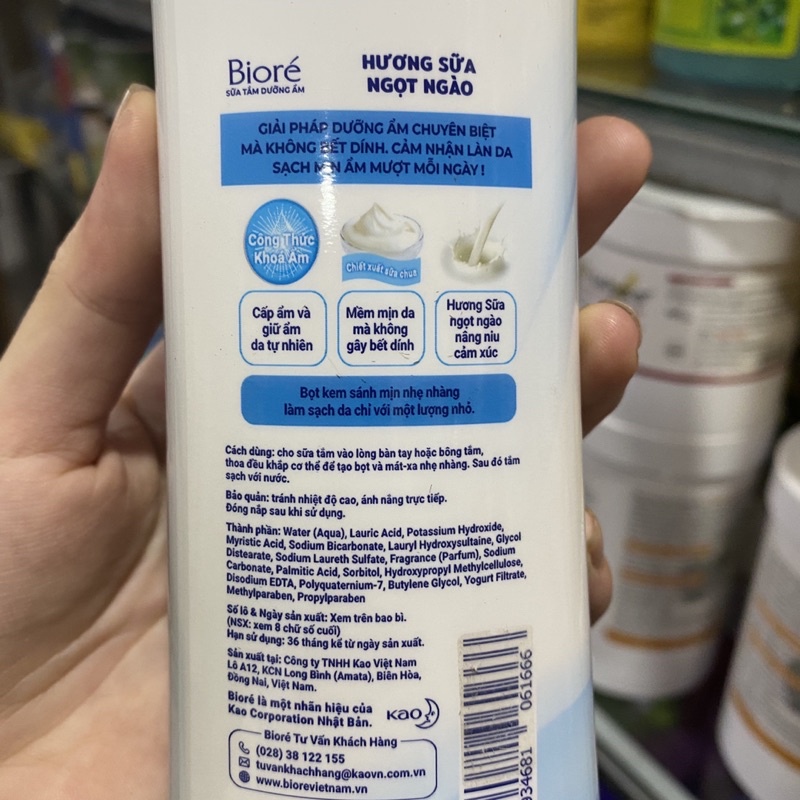 Bioré
SỮA TẮM DƯỠNG ẨM
HƯƠNG SỮA
NGỌT NGÀO
GIẢI PHÁP DƯỠNG ẨM CHUYÊN BIỆT
MÀ KHÔNG BẾT DÍNH. CẢM NHẬN LÀN DA
SẠCH MỊN ẨM MƯỢT MỖI NGÀY!
Công Thức
Khoá Ẩm
Chiết xuất sữa chua
Cấp ẩm và
giữ ẩm
da tự nhiên
Mềm mịn da
mà không
gây bết dính
Hương Sữa
ngọt ngào
nâng niu
cảm xúc
Bọt kem sánh mịn nhẹ nhàng
làm sạch da chỉ với một lượng nhỏ.
Cách dùng: cho sữa tắm vào lòng bàn tay hoặc bông tắm,
thoa đều khắp cơ thể để tạo bọt và mát-xa nhẹ nhàng. Sau đó tắm
sạch với nước.
Bảo quản: tránh nhiệt độ cao, ánh nắng trực tiếp.
Đóng nắp sau khi sử dụng.
Thành phần: Water (Aqua), Lauric Acid, Potassium Hydroxide,
Myristic Acid, Sodium Bicarbonate, Lauryl Hydroxysultaine, Glycol
Distearate, Sodium Laureth Sulfate, Fragrance (Parfum), Sodium
Carbonate, Palmitic Acid, Sorbitol, Hydroxypropyl Methylcellulose,
Disodium EDTA, Polyquaternium-7, Butylene Glycol, Yogurt Filtrate,
Methylparaben, Propylparaben
Số lô & Ngày sản xuất: Xem trên bao bì.
(NSX: xem 8 chữ số cuối)
Hạn sử dụng: 36 tháng kể từ ngày sản xuất.
Sản xuất tại: Công ty TNHH Kao Việt Nam
Lô A12, KCN Long Bình (Amata), Biên Hòa,
Đồng Nai, Việt Nam.
Bioré là một nhãn hiệu của
Kao Corporation Nhật Bản.
Kao
Bioré Tư Vấn Khách Hàng
(028) 38 122 155
tuvankhachhang@kaovn.com.vn
www.biorevietnam.vn
934681 061666